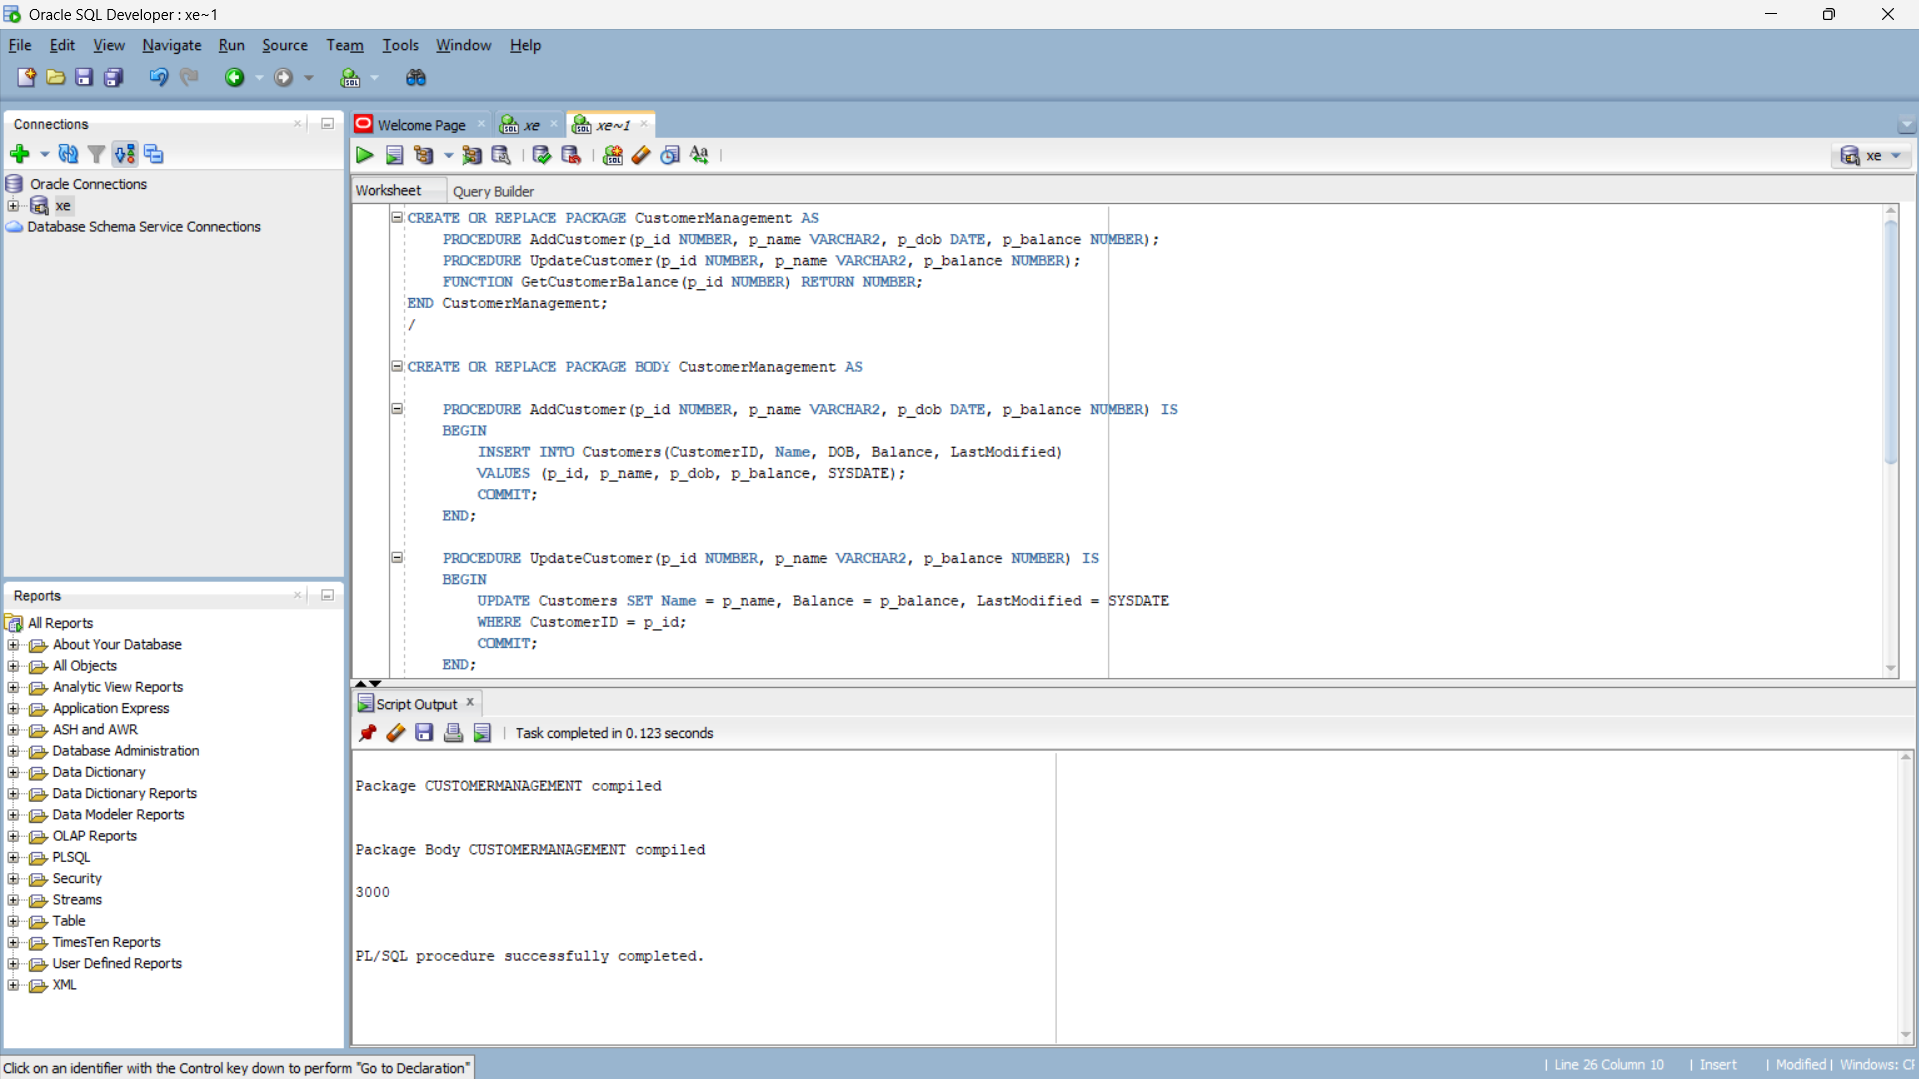 Oracle SQL Developer : xe~1
File Edit View Navigate Run Source Team Tools Window Help
Connections
Oracle Connections
xe
Database Schema Service Connections
Reports
All Reports
About Your Database
All Objects
Analytic View Reports
Application Express
ASH and AWR
Database Administration
Data Dictionary
Data Dictionary Reports
Data Modeler Reports
OLAP Reports
PLSQL
Security
Streams
Table
TimesTen Reports
User Defined Reports
XML
Welcome Page xe xe~1
xe
Worksheet Query Builder
CREATE OR REPLACE PACKAGE CustomerManagement AS
PROCEDURE AddCustomer(p_id NUMBER, p_name VARCHAR2, p_dob DATE, p_balance NUMBER);
PROCEDURE UpdateCustomer(p_id NUMBER, p_name VARCHAR2, p_balance NUMBER);
FUNCTION GetCustomerBalance(p_id NUMBER) RETURN NUMBER;
END CustomerManagement;
/
CREATE OR REPLACE PACKAGE BODY CustomerManagement AS
PROCEDURE AddCustomer(p_id NUMBER, p_name VARCHAR2, p_dob DATE, p_balance NUMBER) IS
BEGIN
INSERT INTO Customers(CustomerID, Name, DOB, Balance, LastModified)
VALUES (p_id, p_name, p_dob, p_balance, SYSDATE);
COMMIT;
END;
PROCEDURE UpdateCustomer(p_id NUMBER, p_name VARCHAR2, p_balance NUMBER) IS
BEGIN
UPDATE Customers SET Name = p_name, Balance = p_balance, LastModified = SYSDATE
WHERE CustomerID = p_id;
COMMIT;
END;
Script Output
Task completed in 0.123 seconds
Package CUSTOMERMANAGEMENT compiled
Package Body CUSTOMERMANAGEMENT compiled
3000
PL/SQL procedure successfully completed.
Click on an identifier with the Control key down to perform "Go to Declaration"
Line 26 Column 10 | Insert | Modified | Windows: CF